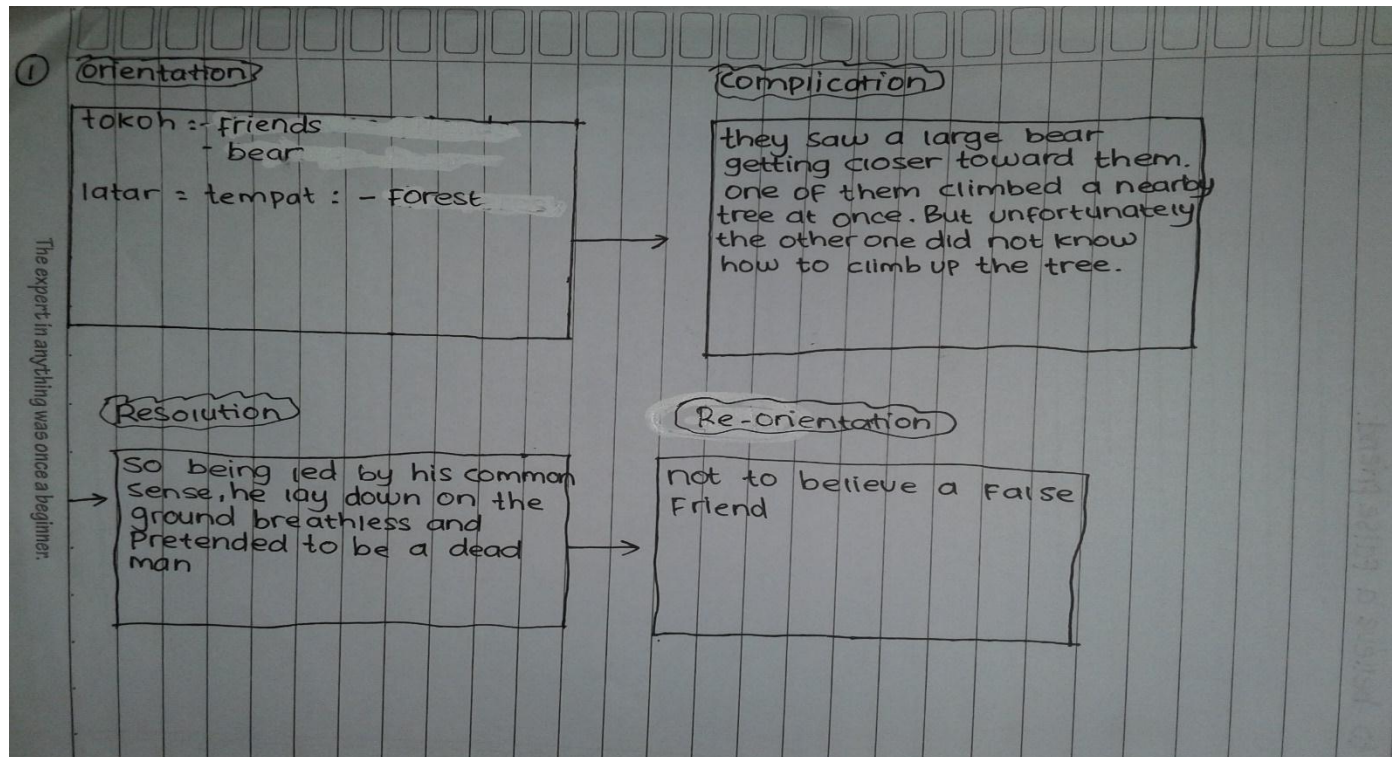 ①
Orientation
tokoh :- friends
- bear
latar = tempat : - Forest
Complication
they saw a large bear
getting closer toward them.
one of them climbed a nearby
tree at once. But unfortunately
the other one did not know
how to climb up the tree.
Resolution
so being led by his common
sense, he lay down on the
ground breathless and
Pretended to be a dead
man
Re-orientation
not to believe a False
Friend
The expert in anything was once a beginner.